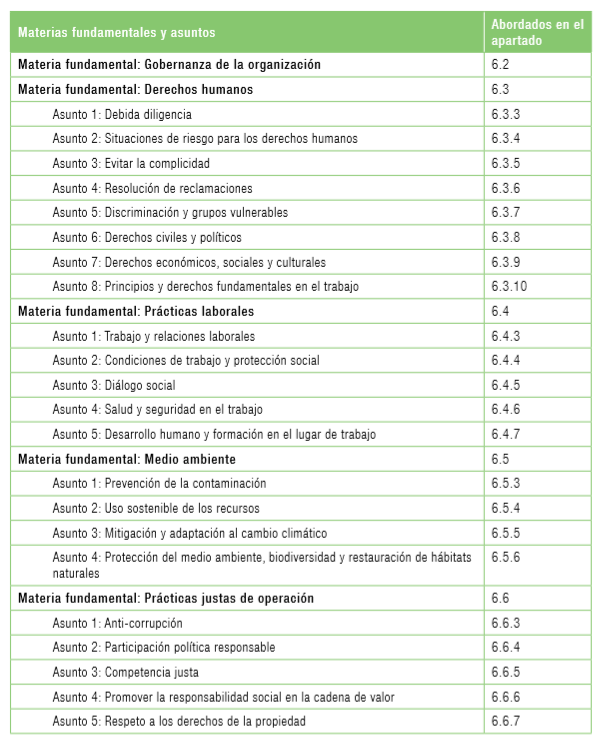 Materias fundamentales y asuntos
Abordados en el
apartado
Materia fundamental: Gobernanza de la organización 6.2
Materia fundamental: Derechos humanos 6.3
Asunto 1: Debida diligencia 6.3.3
Asunto 2: Situaciones de riesgo para los derechos humanos 6.3.4
Asunto 3: Evitar la complicidad 6.3.5
Asunto 4: Resolución de reclamaciones 6.3.6
Asunto 5: Discriminación y grupos vulnerables 6.3.7
Asunto 6: Derechos civiles y políticos 6.3.8
Asunto 7: Derechos económicos, sociales y culturales 6.3.9
Asunto 8: Principios y derechos fundamentales en el trabajo 6.3.10
Materia fundamental: Prácticas laborales 6.4
Asunto 1: Trabajo y relaciones laborales 6.4.3
Asunto 2: Condiciones de trabajo y protección social 6.4.4
Asunto 3: Diálogo social 6.4.5
Asunto 4: Salud y seguridad en el trabajo 6.4.6
Asunto 5: Desarrollo humano y formación en el lugar de trabajo 6.4.7
Materia fundamental: Medio ambiente 6.5
Asunto 1: Prevención de la contaminación 6.5.3
Asunto 2: Uso sostenible de los recursos 6.5.4
Asunto 3: Mitigación y adaptación al cambio climático 6.5.5
Asunto 4: Protección del medio ambiente, biodiversidad y restauración de hábitats 6.5.6
naturales
Materia fundamental: Prácticas justas de operación 6.6
Asunto 1: Anti-corrupción 6.6.3
Asunto 2: Participación política responsable 6.6.4
Asunto 3: Competencia justa 6.6.5
Asunto 4: Promover la responsabilidad social en la cadena de valor 6.6.6
Asunto 5: Respeto a los derechos de la propiedad 6.6.7